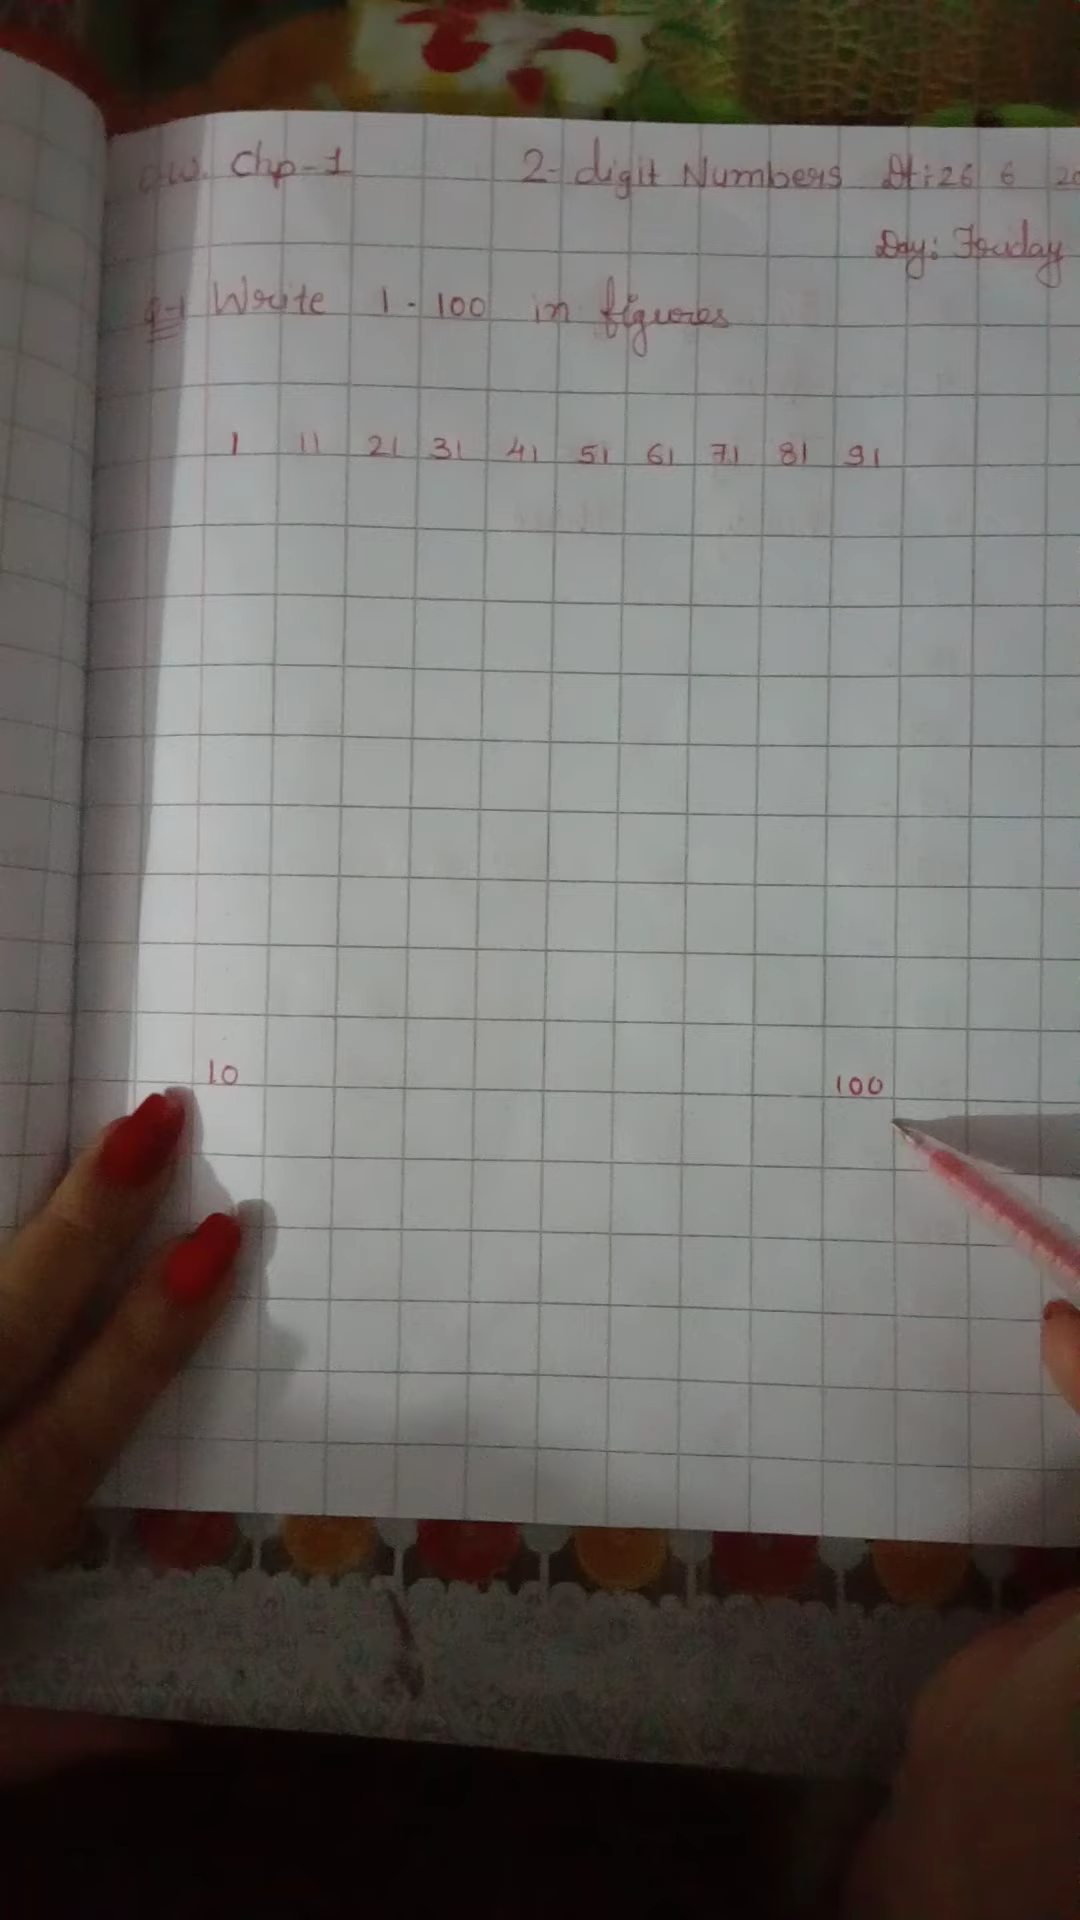 C.W. Chp-1 2-digit Numbers Dt:26 6 20
Day: Friday
Q-1 Write 1-100 in figures
1 11 21 31 41 51 61 71 81 91
10 100